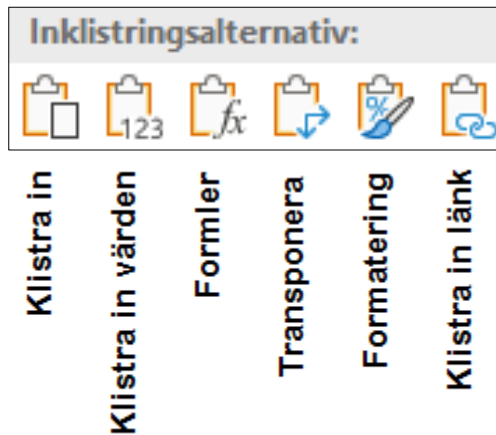 Inklistringsalternativ:
123
fx
%
Klistra in
Klistra in värden
Formler
Transponera
Formatering
Klistra in länk